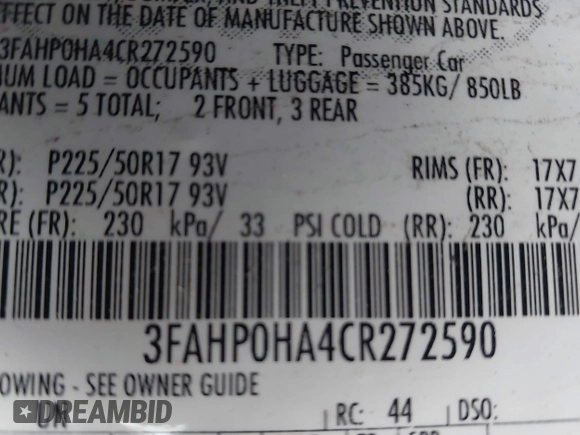 EFFECT ON THE DATE OF MANUFACTURE SHOWN ABOVE.
3FAHP0HA4CR272590 TYPE: Passenger Car
NUM LOAD = OCCUPANTS + LUGGAGE = 385KG/ 850LB
ANTS = 5 TOTAL; 2 FRONT, 3 REAR
R): P225/50R17 93V RIMS (FR): 17X7
R): P225/50R17 93V (RR): 17X7
RE (FR): 230 kPa/ 33 PSI COLD (RR): 230 kPa/
3FAHP0HA4CR272590
OWING - SEE OWNER GUIDE
DREAMBID
RC: 44 DSO: